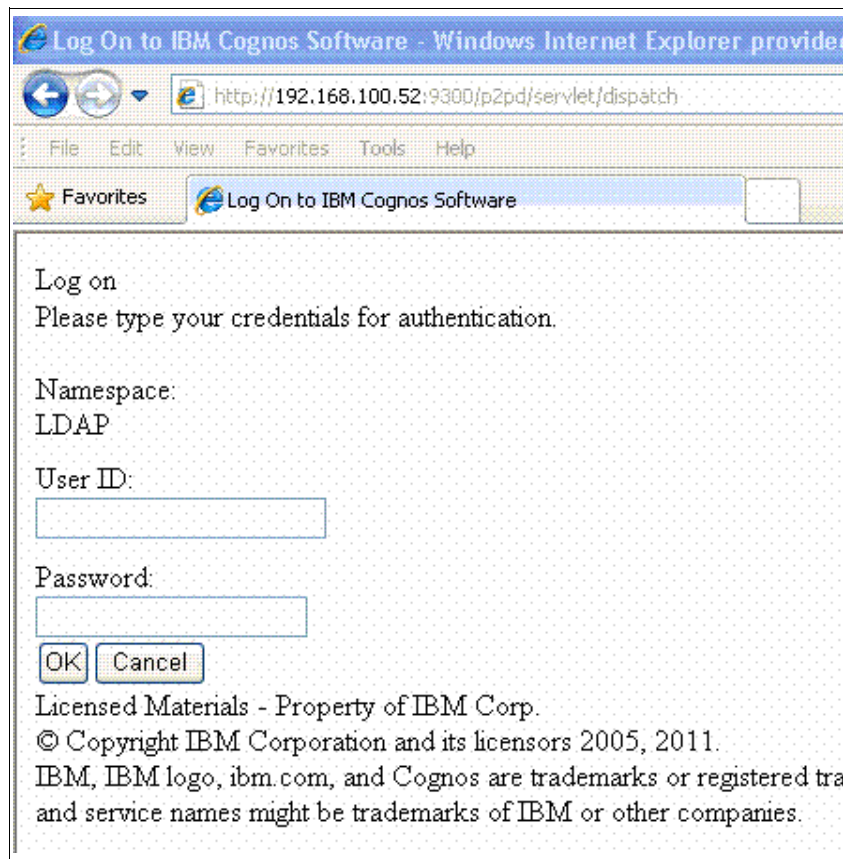 Log On to IBM Cognos Software - Windows Internet Explorer provided
http://192.168.100.52:9300/p2pd/servlet/dispatch
File Edit View Favorites Tools Help
Favorites Log On to IBM Cognos Software
Log on
Please type your credentials for authentication.
Namespace:
LDAP
User ID:
Password:
OK Cancel
Licensed Materials - Property of IBM Corp.
© Copyright IBM Corporation and its licensors 2005, 2011.
IBM, IBM logo, ibm.com, and Cognos are trademarks or registered tra
and service names might be trademarks of IBM or other companies.